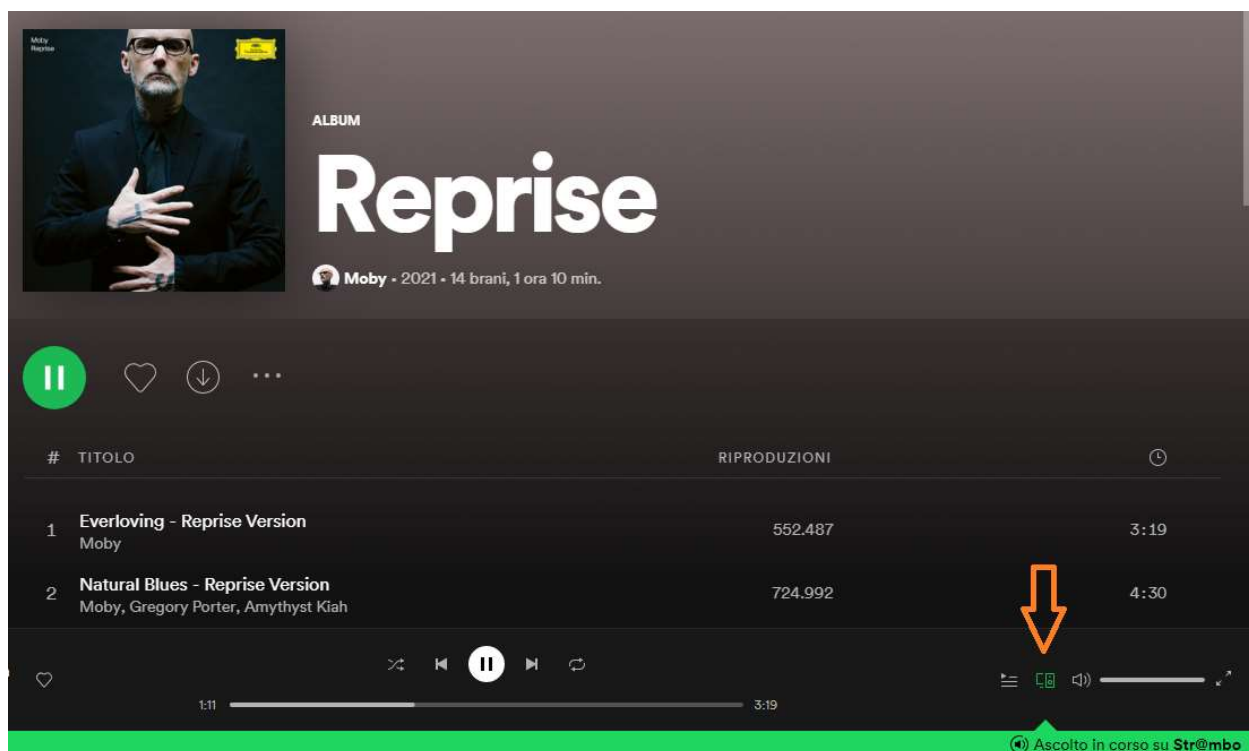 Moby
Reprise
ALBUM
Reprise
Moby • 2021 • 14 brani, 1 ora 10 min.
# TITOLO RIPRODUZIONI
1 Everloving - Reprise Version 552.487 3:19
Moby
2 Natural Blues - Reprise Version 724.992 4:30
Moby, Gregory Porter, Amythyst Kiah
1:11 3:19
Ascolto in corso su Str@mbo